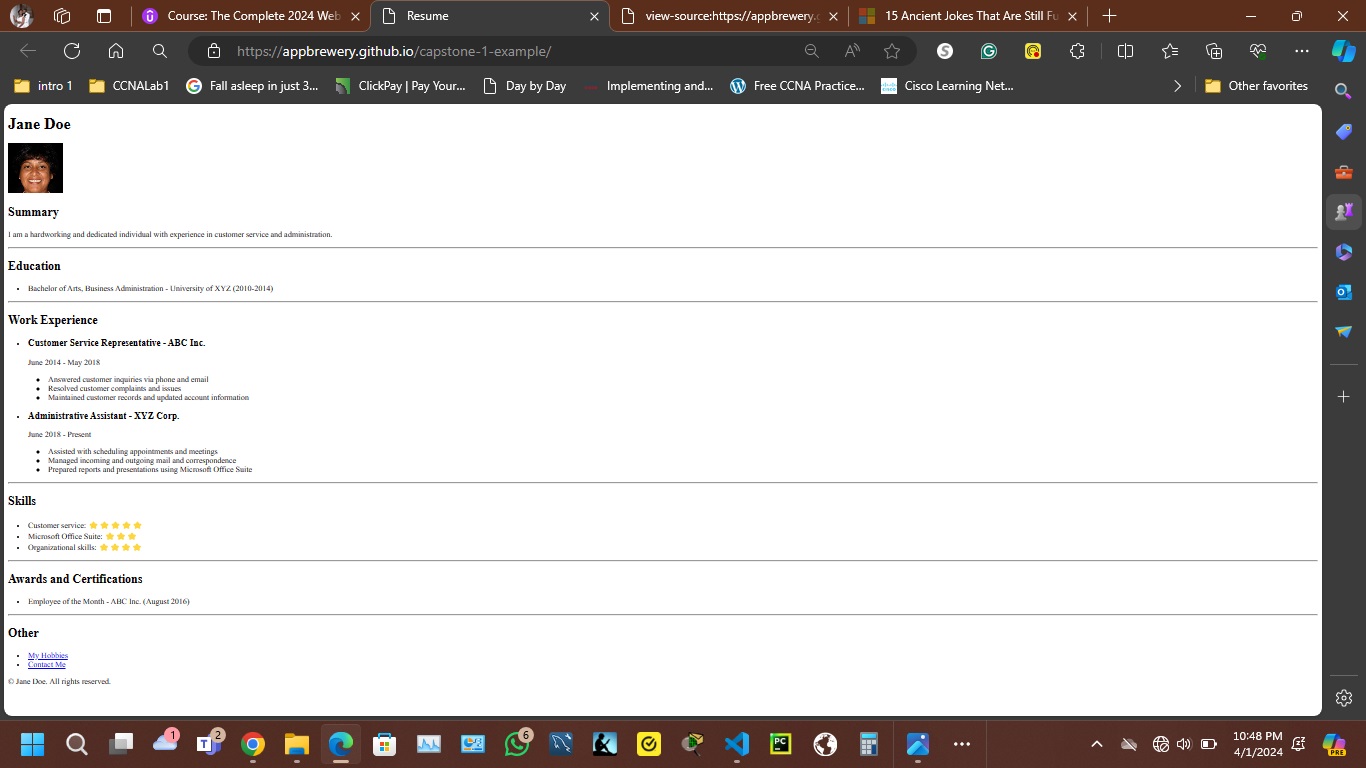 Course: The Complete 2024 Web
Resume
view-source:https://appbrewery.g
15 Ancient Jokes That Are Still Fu
https://appbrewery.github.io/capstone-1-example/
intro 1
CCNALab1
Fall asleep in just 3...
ClickPay | Pay Your...
Day by Day
Implementing and...
Free CCNA Practice...
Cisco Learning Net...
Other favorites
Jane Doe
Summary
I am a hardworking and dedicated individual with experience in customer service and administration.
Education
Bachelor of Arts, Business Administration - University of XYZ (2010-2014)
Work Experience
Customer Service Representative - ABC Inc.
June 2014 - May 2018
Answered customer inquiries via phone and email
Resolved customer complaints and issues
Maintained customer records and updated account information
Administrative Assistant - XYZ Corp.
June 2018 - Present
Assisted with scheduling appointments and meetings
Managed incoming and outgoing mail and correspondence
Prepared reports and presentations using Microsoft Office Suite
Skills
Customer service:
Microsoft Office Suite:
Organizational skills:
Awards and Certifications
Employee of the Month - ABC Inc. (August 2016)
Other
My Hobbies
Contact Me
© Jane Doe. All rights reserved.
1
2
6
PC
10:48 PM
4/1/2024
PRE